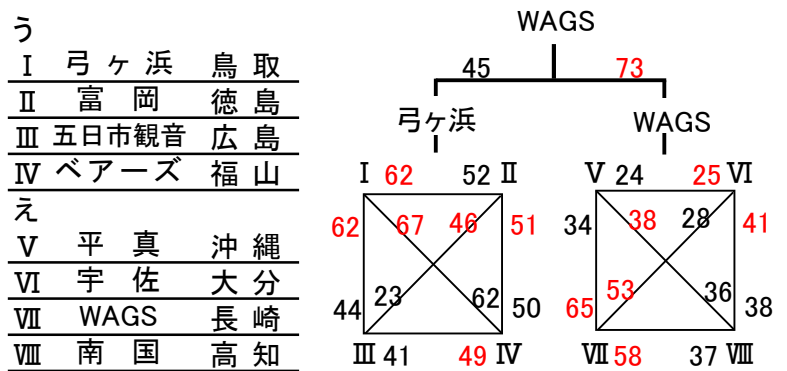 う
Ⅰ 弓ヶ浜 鳥取
Ⅱ 富岡 徳島
Ⅲ 五日市観音 広島
Ⅳ ベアーズ 福山
え
Ⅴ 平真 沖縄
Ⅵ 宇佐 大分
Ⅶ WAGS 長崎
Ⅷ 南国 高知
WAGS
45 73
弓ヶ浜 WAGS
Ⅰ 62 52 Ⅱ
62 67 46 51
44 23 62 50
Ⅲ 41 49 Ⅳ
Ⅴ 24 25 Ⅵ
34 38 28 41
65 53 36 38
Ⅶ 58 37 Ⅷ